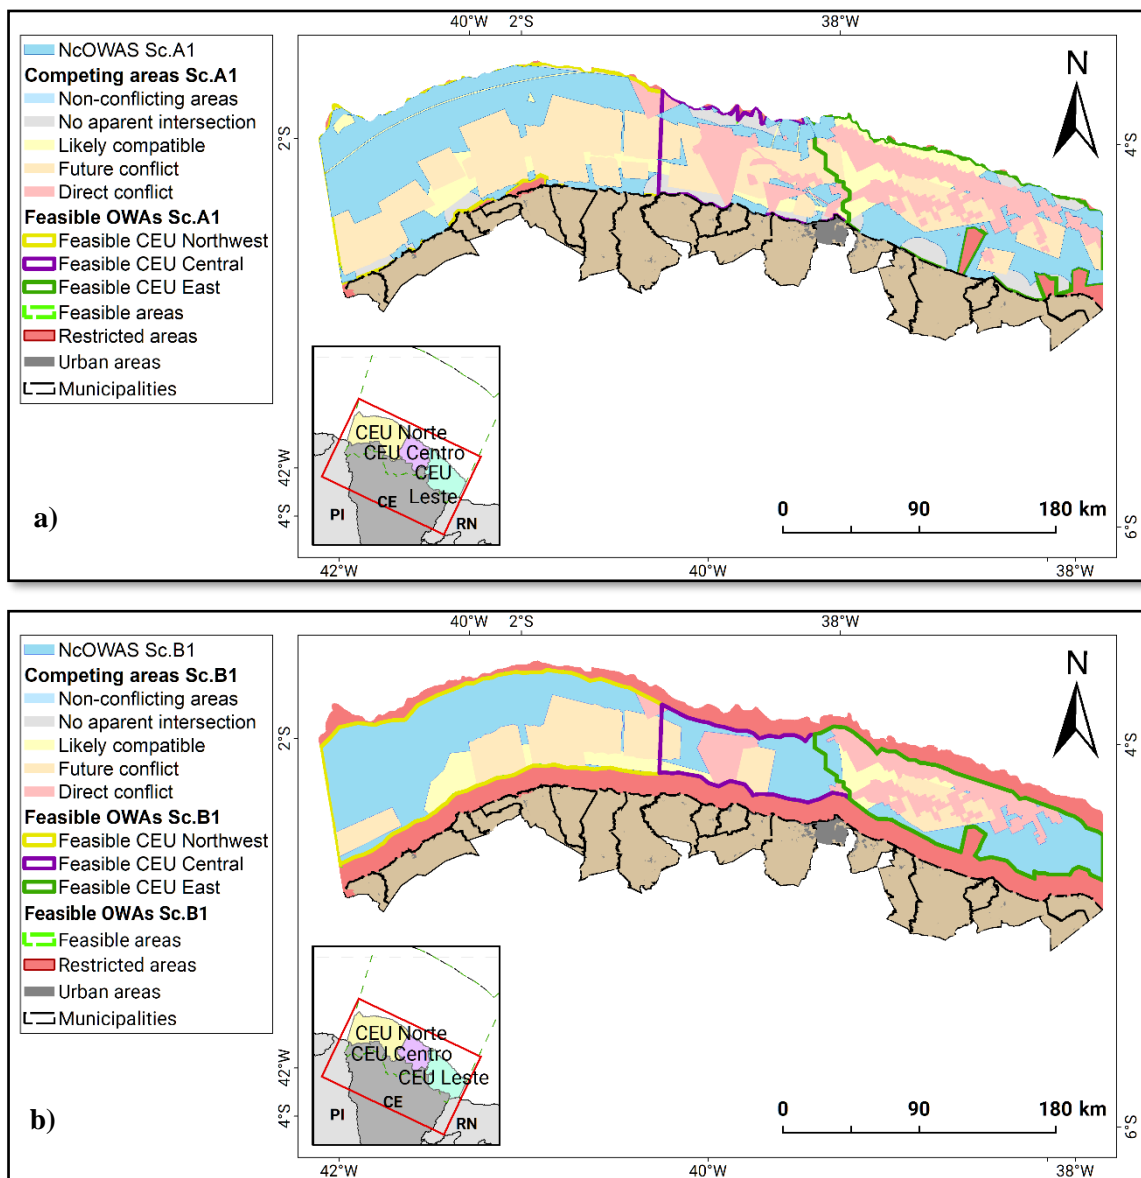 40°W 2°S 38°W
NcOWAS Sc.A1
Competing areas Sc.A1
Non-conflicting areas
No apparent intersection
Likely compatible
Future conflict
Direct conflict
Feasible OWAs Sc.A1
Feasible CEU Northwest
Feasible CEU Central
Feasible CEU East
Feasible areas
Restricted areas
Urban areas
Municipalities
N
2°S
4°S
CEU Norte
CEU Centro
CEU
Leste
CE
PI
RN
42°W
4°S
0 90 180 km
6°S
a)
42°W 40°W 38°W
40°W 2°S 38°W
NcOWAS Sc.B1
Competing areas Sc.B1
Non-conflicting areas
No apparent intersection
Likely compatible
Future conflict
Direct conflict
Feasible OWAs Sc.B1
Feasible CEU Northwest
Feasible CEU Central
Feasible CEU East
Feasible OWAs Sc.B1
Feasible areas
Restricted areas
Urban areas
Municipalities
N
2°S
4°S
CEU Norte
CEU Centro
CEU Leste
CE
PI
RN
42°W
4°S
0 90 180 km
6°S
b)
42°W 40°W 38°W